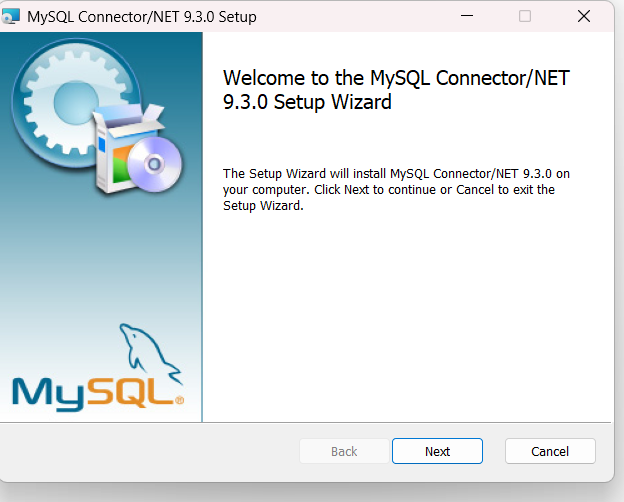 MySQL Connector/NET 9.3.0 Setup
Welcome to the MySQL Connector/NET
9.3.0 Setup Wizard
The Setup Wizard will install MySQL Connector/NET 9.3.0 on
your computer. Click Next to continue or Cancel to exit the
Setup Wizard.
MySQL®
Back
Next
Cancel